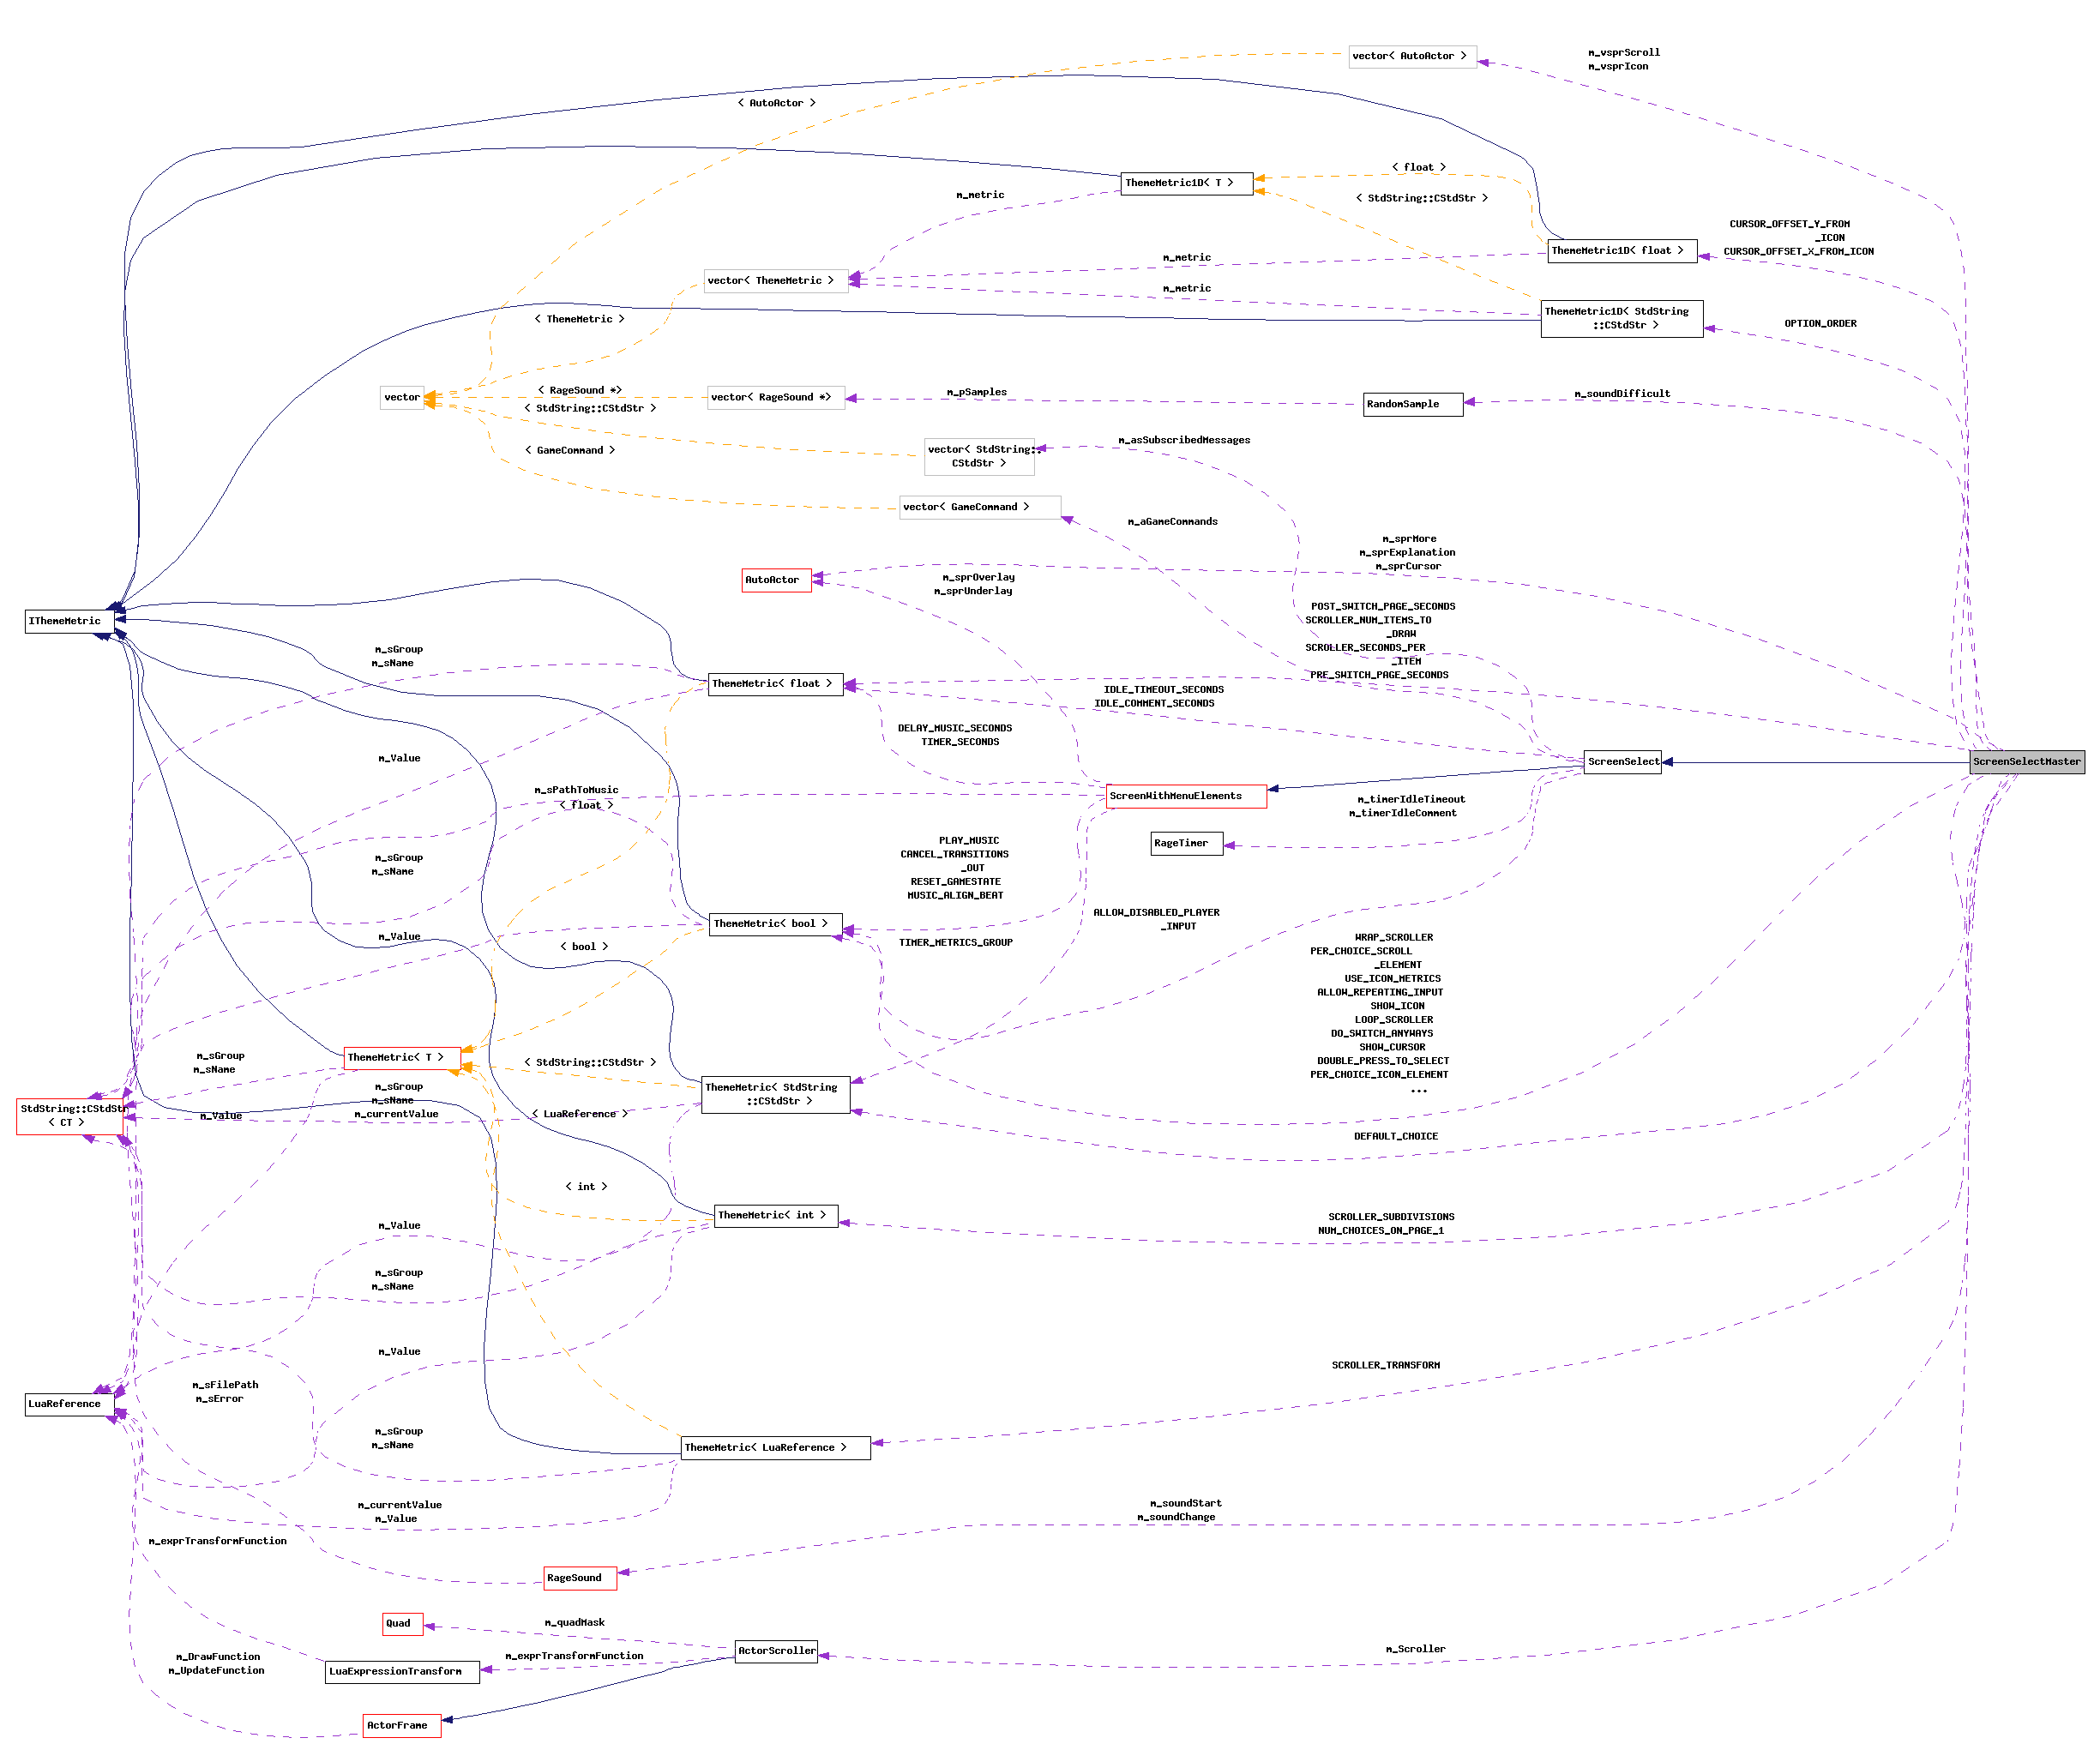 m_vsprScroll
vector< AutoActor >
m_vsprIcon
< AutoActor >
< float >
ThemeMetric1D< T >
m_metric
< StdString::CStdStr >
CURSOR_OFFSET_Y_FROM
_ICON
CURSOR_OFFSET_X_FROM_ICON
ThemeMetric1D< float >
m_metric
vector< ThemeMetric >
m_metric
ThemeMetric1D< StdString
::CStdStr >
< ThemeMetric >
OPTION_ORDER
< RageSound *>
vector
vector< RageSound *>
m_pSamples
RandomSample
m_soundDifficult
< StdString::CStdStr >
m_asSubscribedMessages
< GameCommand >
vector< StdString::
CStdStr >
vector< GameCommand >
m_aGameCommands
m_sprMore
m_sprExplanation
m_sprCursor
AutoActor
m_sprOverlay
m_sprUnderlay
POST_SWITCH_PAGE_SECONDS
SCROLLER_NUM_ITEMS_TO
_DRAW
SCROLLER_SECONDS_PER
_ITEM
PRE_SWITCH_PAGE_SECONDS
IThemeMetric
m_sGroup
m_sName
ThemeMetric< float >
IDLE_TIMEOUT_SECONDS
IDLE_COMMENT_SECONDS
DELAY_MUSIC_SECONDS
TIMER_SECONDS
m_Value
ScreenSelect
ScreenSelectMaster
m_sPathToMusic
< float >
ScreenWithMenuElements
m_timerIdleTimeout
m_timerIdleComment
RageTimer
PLAY_MUSIC
CANCEL_TRANSITIONS
_OUT
RESET_GAMESTATE
MUSIC_ALIGN_BEAT
m_sGroup
m_sName
ThemeMetric< bool >
ALLOW_DISABLED_PLAYER
_INPUT
m_Value
< bool >
TIMER_METRICS_GROUP
WRAP_SCROLLER
PER_CHOICE_SCROLL
_ELEMENT
USE_ICON_METRICS
ALLOW_REPEATING_INPUT
SHOW_ICON
LOOP_SCROLLER
DO_SWITCH_ANYWAYS
SHOW_CURSOR
DOUBLE_PRESS_TO_SELECT
PER_CHOICE_ICON_ELEMENT
...
m_sGroup
m_sName
ThemeMetric< T >
< StdString::CStdStr >
ThemeMetric< StdString
::CStdStr >
m_sGroup
m_sName
m_currentValue
StdString::CStdStr
< CT >
m_Value
< LuaReference >
DEFAULT_CHOICE
< int >
ThemeMetric< int >
SCROLLER_SUBDIVISIONS
NUM_CHOICES_ON_PAGE_1
m_Value
m_sGroup
m_sName
m_Value
SCROLLER_TRANSFORM
m_sFilePath
m_sError
LuaReference
m_sGroup
m_sName
ThemeMetric< LuaReference >
m_currentValue
m_Value
m_soundStart
m_soundChange
m_exprTransformFunction
RageSound
Quad
m_quadMask
ActorScroller
m_Scroller
m_DrawFunction
m_UpdateFunction
LuaExpressionTransform
m_exprTransformFunction
ActorFrame